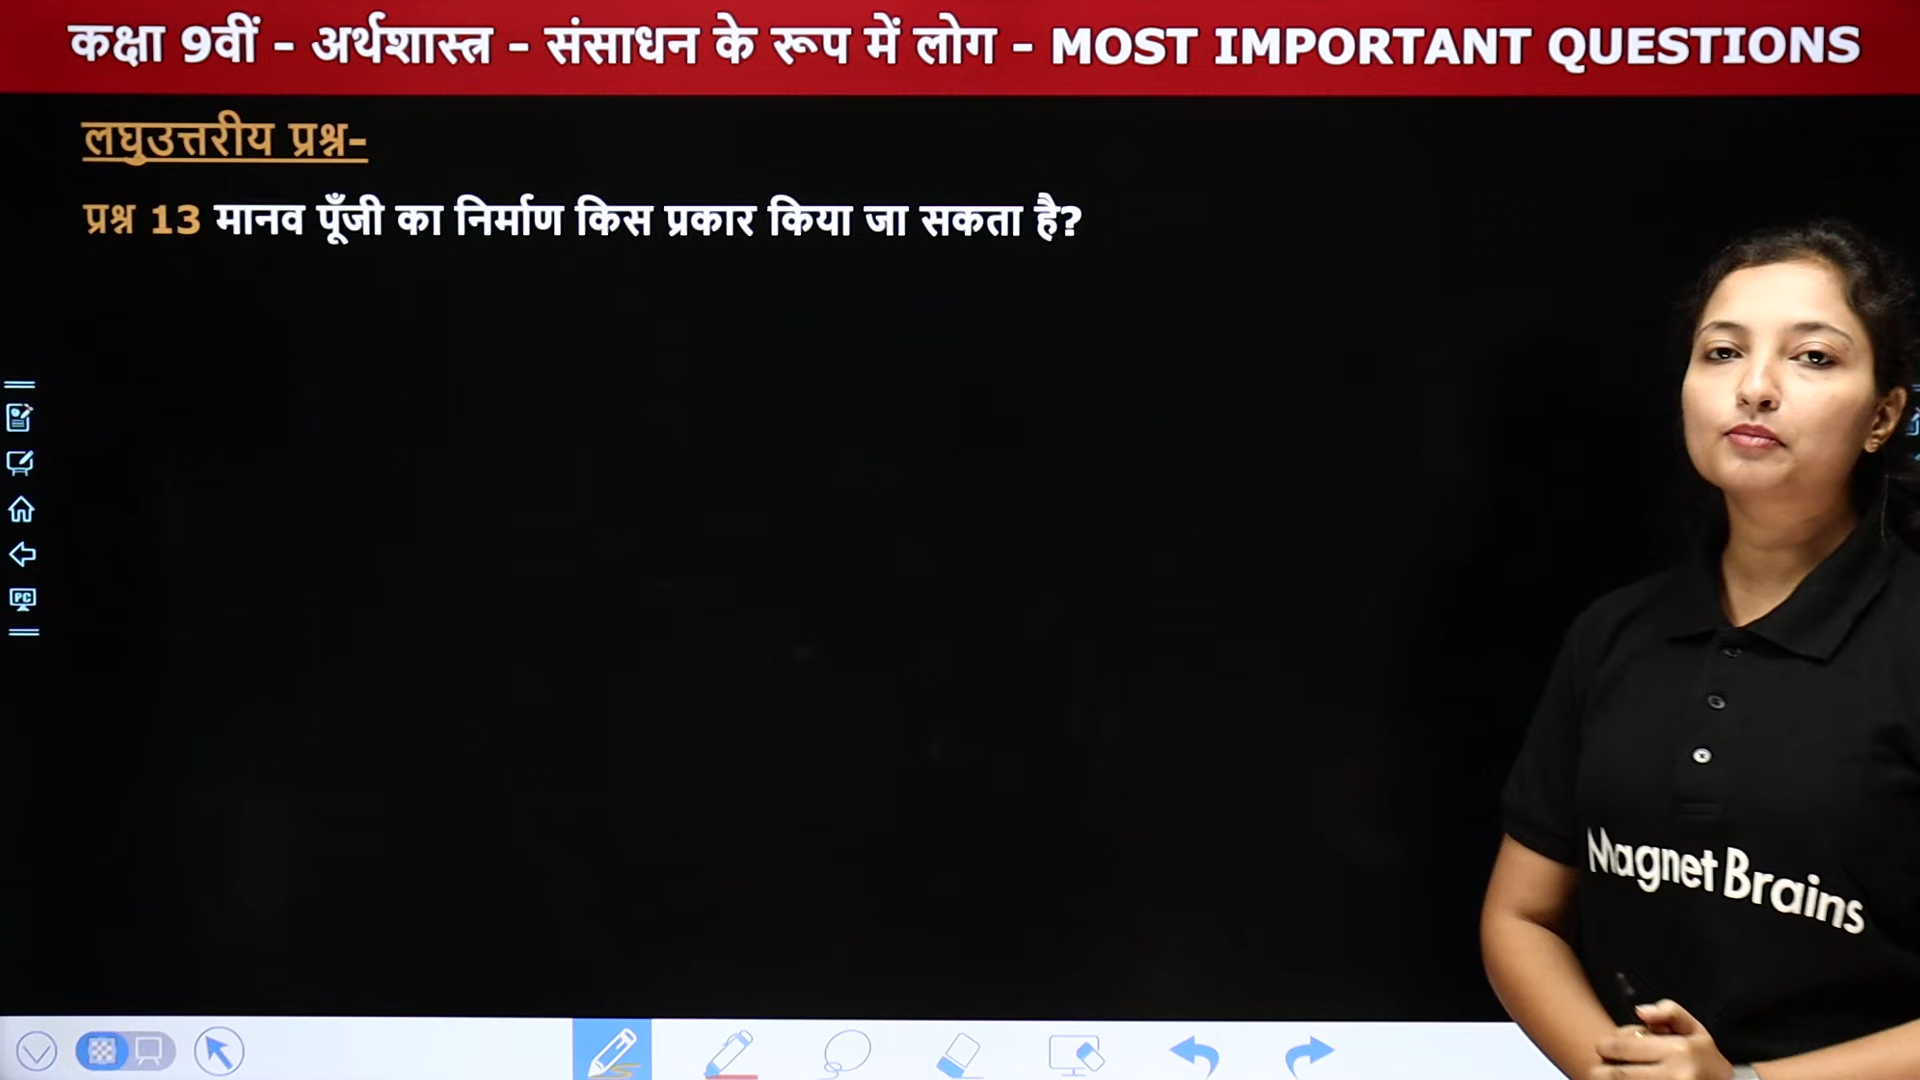 कक्षा 9वीं - अर्थशास्त्र - संसाधन के रूप में लोग - MOST IMPORTANT QUESTIONS
लघुउत्तरीय प्रश्न-
प्रश्न 13 मानव पूँजी का निर्माण किस प्रकार किया जा सकता है?
PC
Magnet Brains